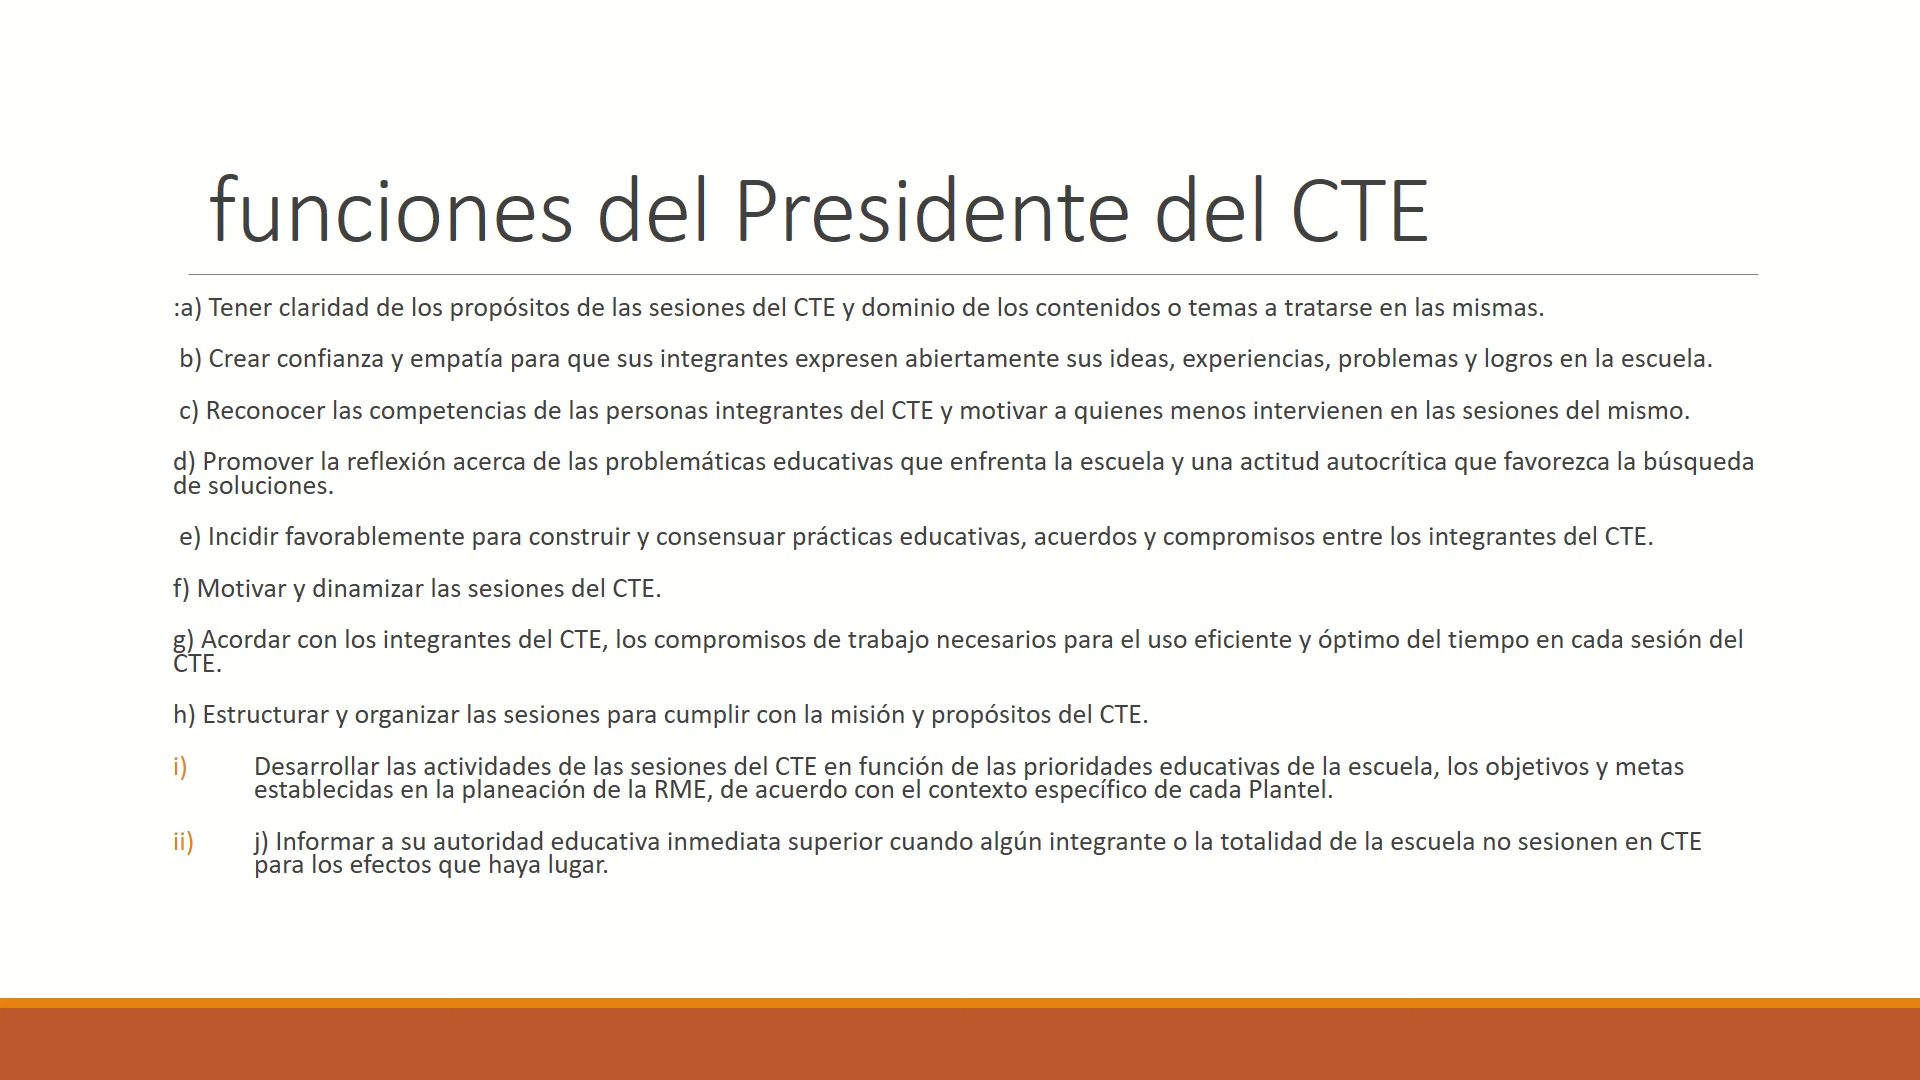 funciones del Presidente del CTE
:a) Tener claridad de los propósitos de las sesiones del CTE y dominio de los contenidos o temas a tratarse en las mismas.
b) Crear confianza y empatía para que sus integrantes expresen abiertamente sus ideas, experiencias, problemas y logros en la escuela.
c) Reconocer las competencias de las personas integrantes del CTE y motivar a quienes menos intervienen en las sesiones del mismo.
d) Promover la reflexión acerca de las problemáticas educativas que enfrenta la escuela y una actitud autocrítica que favorezca la búsqueda
de soluciones.
e) Incidir favorablemente para construir y consensuar prácticas educativas, acuerdos y compromisos entre los integrantes del CTE.
f) Motivar y dinamizar las sesiones del CTE.
g) Acordar con los integrantes del CTE, los compromisos de trabajo necesarios para el uso eficiente y óptimo del tiempo en cada sesión del
CTE.
h) Estructurar y organizar las sesiones para cumplir con la misión y propósitos del CTE.
i) Desarrollar las actividades de las sesiones del CTE en función de las prioridades educativas de la escuela, los objetivos y metas
establecidas en la planeación de la RME, de acuerdo con el contexto específico de cada Plantel.
ii) j) Informar a su autoridad educativa inmediata superior cuando algún integrante o la totalidad de la escuela no sesionen en CTE
para los efectos que haya lugar.